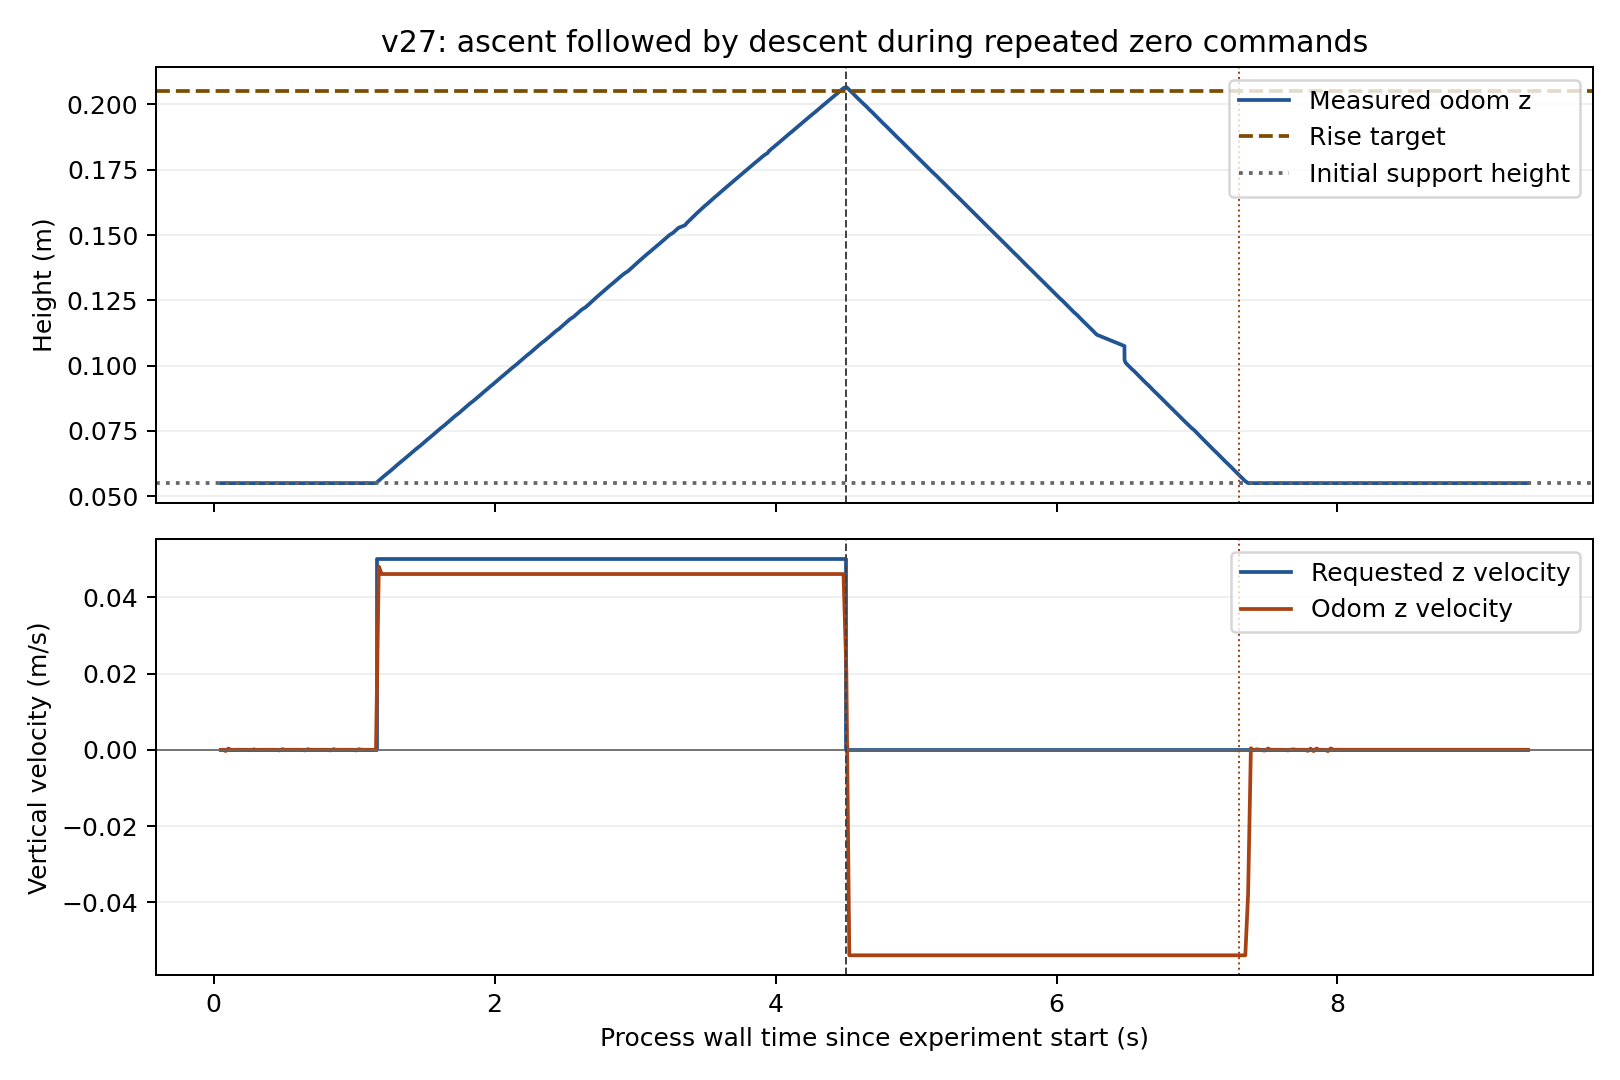 v27: ascent followed by descent during repeated zero commands
Height (m)
0.200
0.175
0.150
0.125
0.100
0.075
0.050
Measured odom z
Rise target
Initial support height
Vertical velocity (m/s)
0.04
0.02
0.00
−0.02
−0.04
Requested z velocity
Odom z velocity
0 2 4 6 8
Process wall time since experiment start (s)